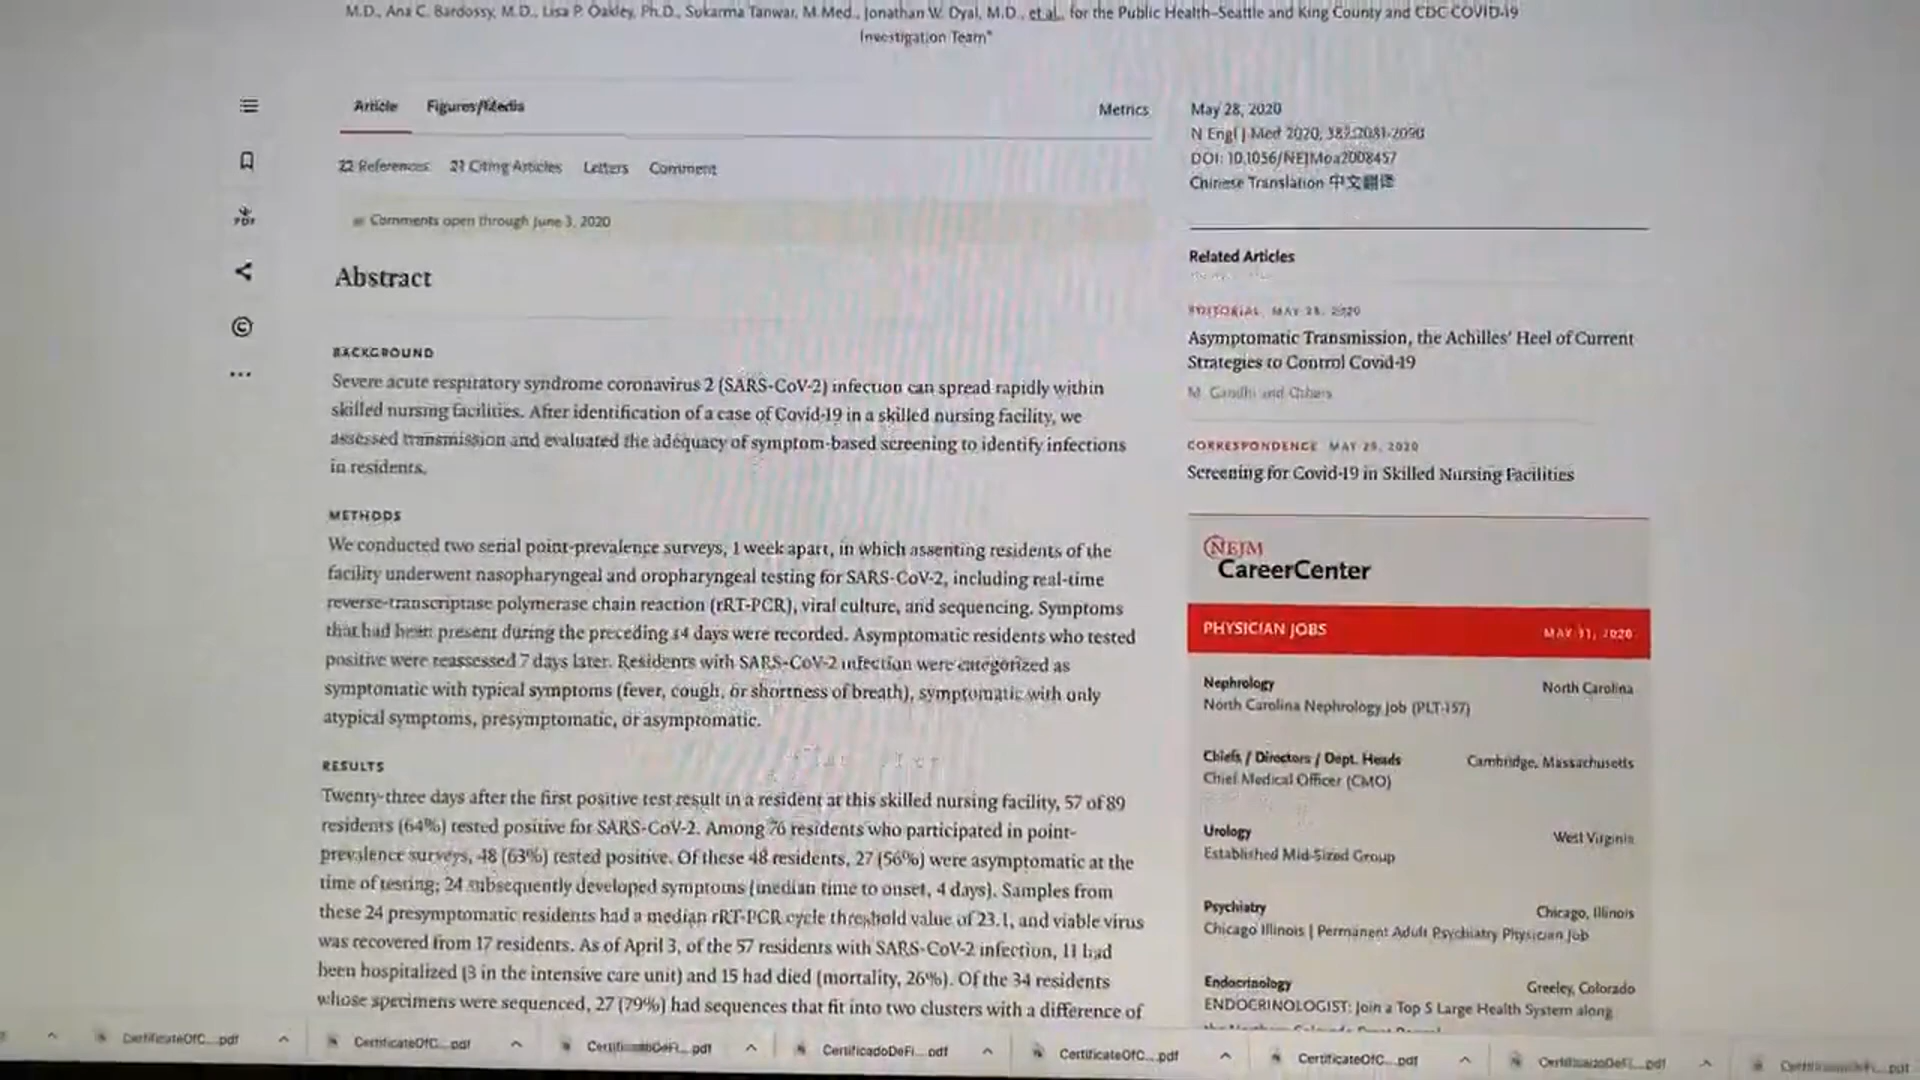 M.D., Ana C. Bardossy, M.D., Lisa P. Oakley, Ph.D., Sukarma Tanwar, M.Med., Jonathan W. Dyal, M.D., et al., for the Public Health–Seattle and King County and CDC COVID-19
Investigation Team*
Article Figures/Media
Metrics
22 References 21 Citing Articles Letters Comment
Comments open through June 3, 2020
Abstract
BACKGROUND
Severe acute respiratory syndrome coronavirus 2 (SARS-CoV-2) infection can spread rapidly within
skilled nursing facilities. After identification of a case of Covid-19 in a skilled nursing facility, we
assessed transmission and evaluated the adequacy of symptom-based screening to identify infections
in residents.
METHODS
We conducted two serial point-prevalence surveys, 1 week apart, in which assenting residents of the
facility underwent nasopharyngeal and oropharyngeal testing for SARS-CoV-2, including real-time
reverse-transcriptase polymerase chain reaction (rRT-PCR), viral culture, and sequencing. Symptoms
that had been present during the preceding 14 days were recorded. Asymptomatic residents who tested
positive were reassessed 7 days later. Residents with SARS-CoV-2 infection were categorized as
symptomatic with typical symptoms (fever, cough, or shortness of breath), symptomatic with only
atypical symptoms, presymptomatic, or asymptomatic.
RESULTS
Twenty-three days after the first positive test result in a resident at this skilled nursing facility, 57 of 89
residents (64%) tested positive for SARS-CoV-2. Among 76 residents who participated in point-
prevalence surveys, 48 (63%) tested positive. Of these 48 residents, 27 (56%) were asymptomatic at the
time of testing; 24 subsequently developed symptoms (median time to onset, 4 days). Samples from
these 24 presymptomatic residents had a median rRT-PCR cycle threshold value of 23.1, and viable virus
was recovered from 17 residents. As of April 3, of the 57 residents with SARS-CoV-2 infection, 11 had
been hospitalized (3 in the intensive care unit) and 15 had died (mortality, 26%). Of the 34 residents
whose specimens were sequenced, 27 (79%) had sequences that fit into two clusters with a difference of
May 28, 2020
N Engl J Med 2020; 382:2081-2090
DOI: 10.1056/NEJMoa2008457
Chinese Translation 中文翻译
Related Articles
EDITORIAL MAY 28, 2020
Asymptomatic Transmission, the Achilles' Heel of Current
Strategies to Control Covid-19
M. Gandhi and Others
CORRESPONDENCE MAY 29, 2020
Screening for Covid-19 in Skilled Nursing Facilities
NEJM
CareerCenter
PHYSICIAN JOBS MAY 31, 2020
Nephrology North Carolina
North Carolina Nephrology Job (PLT-157)
Chiefs / Directors / Dept. Heads Cambridge, Massachusetts
Chief Medical Officer (CMO)
Urology West Virginia
Established Mid-Sized Group
Psychiatry Chicago, Illinois
Chicago Illinois | Permanent Adult Psychiatry Physician Job
Endocrinology Greeley, Colorado
ENDOCRINOLOGIST: Join a Top 5 Large Health System along
PDF
CertificateOfC....pdf CertificateOfC....pdf CertificadoDeFi....pdf CertificadoDeFi....pdf CertificateOfC....pdf CertificateOfC....pdf CertificadoDeFi....pdf